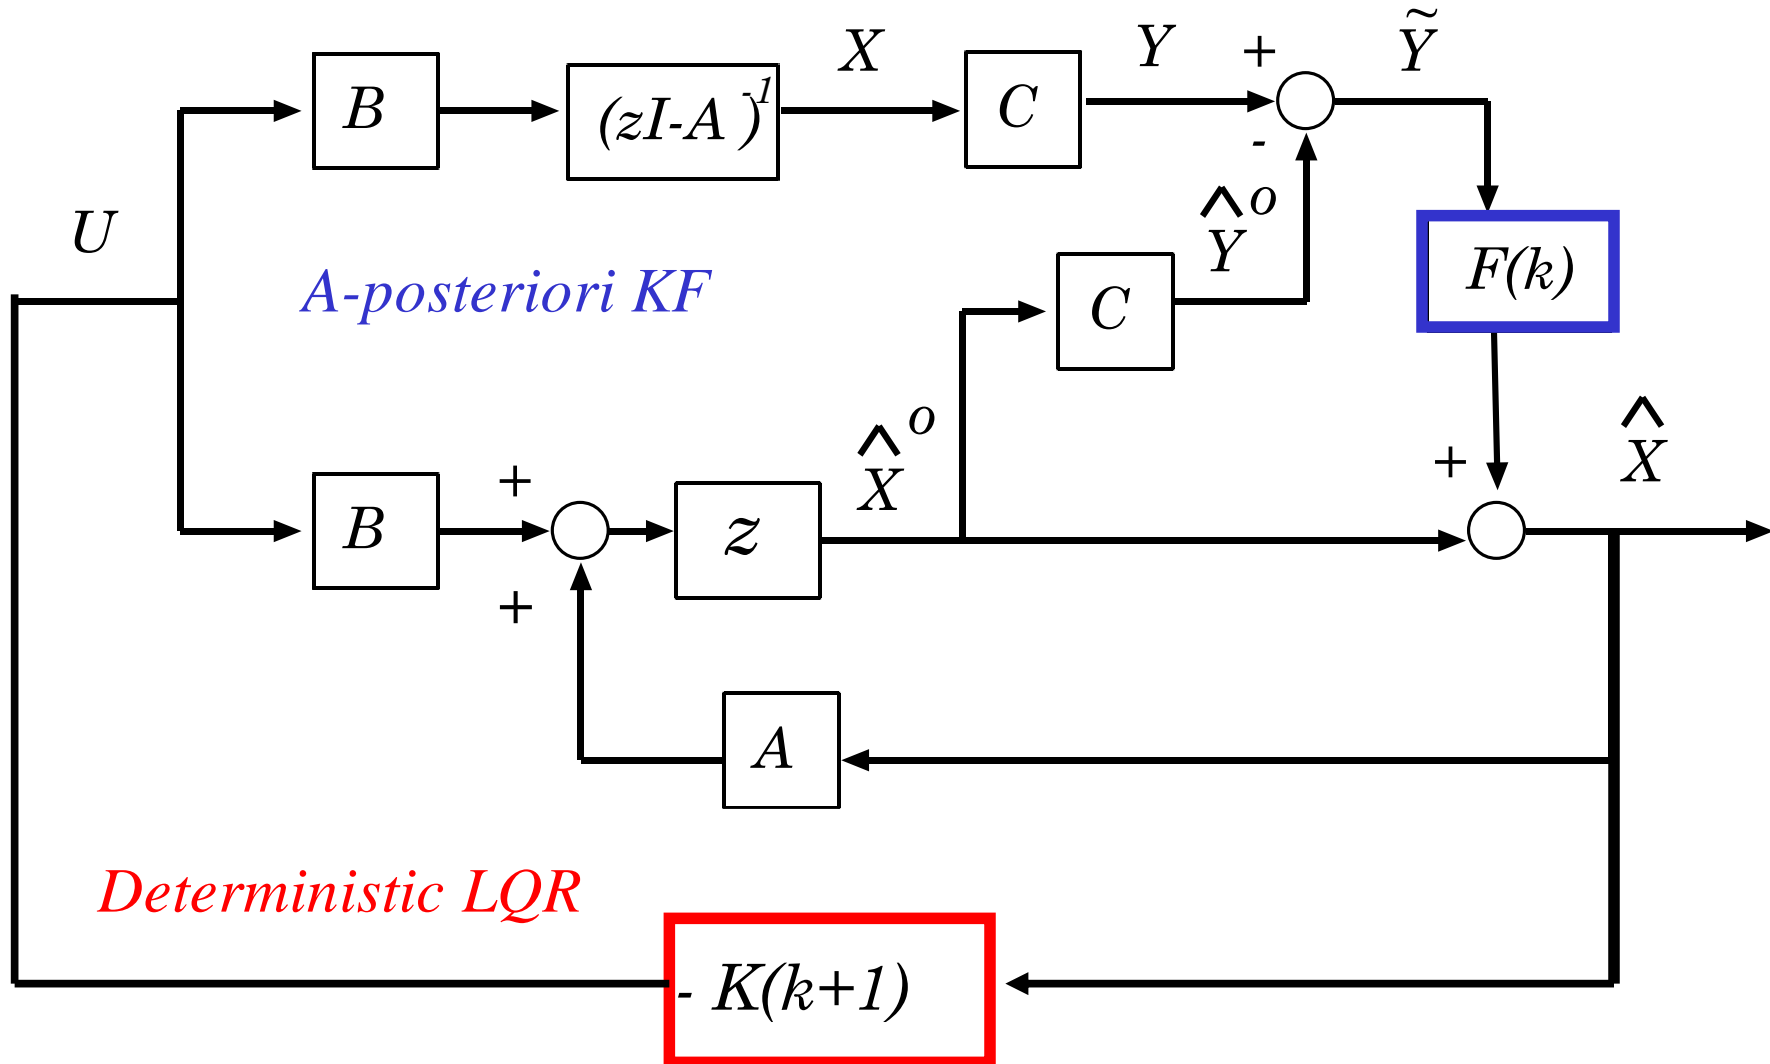 X
Y
+
Ỹ
B
(zI-A)⁻¹
C
-
U
Ŷᵒ
F(k)
A-posteriori KF
C
X̂ᵒ
+
X̂
+
B
z
+
A
Deterministic LQR
- K(k+1)